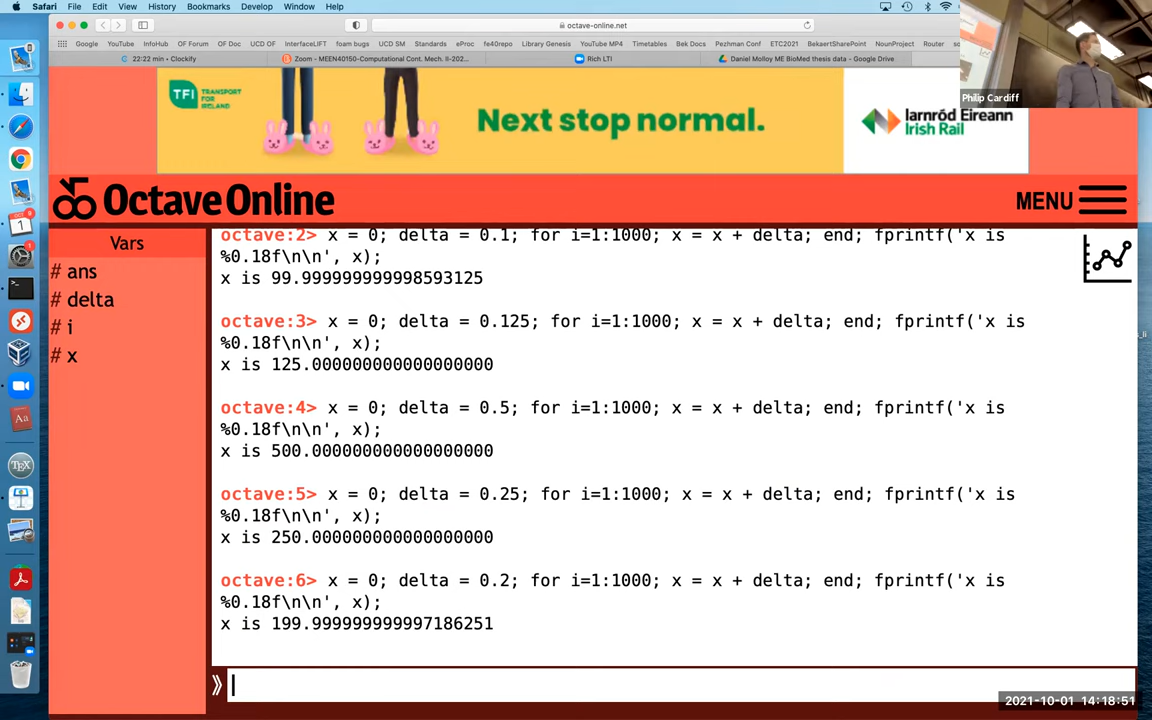 Safari File Edit View History Bookmarks Develop Window Help
octave-online.net
Google YouTube InfoHub OF Forum OF Doc UCD OF InterfaceLIFT foam bugs UCD SM Standards eProc fe40repo Library Genesis YouTube MP4 Timetables Bek Docs Pezhman Conf ETC2021 BekaertSharePoint NounProject Router
22:22 min • Clockify Zoom - MEEN40150-Computational Cont. Mech. II-202... Rich LTI Daniel Molloy ME BioMed thesis data - Google Drive
Philip Cardiff
TFI TRANSPORT FOR IRELAND
Next stop normal.
Iarnród Éireann
Irish Rail
Octave Online
MENU
Vars
# ans
# delta
# i
# x
octave:2> x = 0; delta = 0.1; for i=1:1000; x = x + delta; end; fprintf('x is
%0.18f\n\n', x);
x is 99.999999999998593125
octave:3> x = 0; delta = 0.125; for i=1:1000; x = x + delta; end; fprintf('x is
%0.18f\n\n', x);
x is 125.000000000000000000
octave:4> x = 0; delta = 0.5; for i=1:1000; x = x + delta; end; fprintf('x is
%0.18f\n\n', x);
x is 500.000000000000000000
octave:5> x = 0; delta = 0.25; for i=1:1000; x = x + delta; end; fprintf('x is
%0.18f\n\n', x);
x is 250.000000000000000000
octave:6> x = 0; delta = 0.2; for i=1:1000; x = x + delta; end; fprintf('x is
%0.18f\n\n', x);
x is 199.999999999997186251
2021-10-01 14:18:51